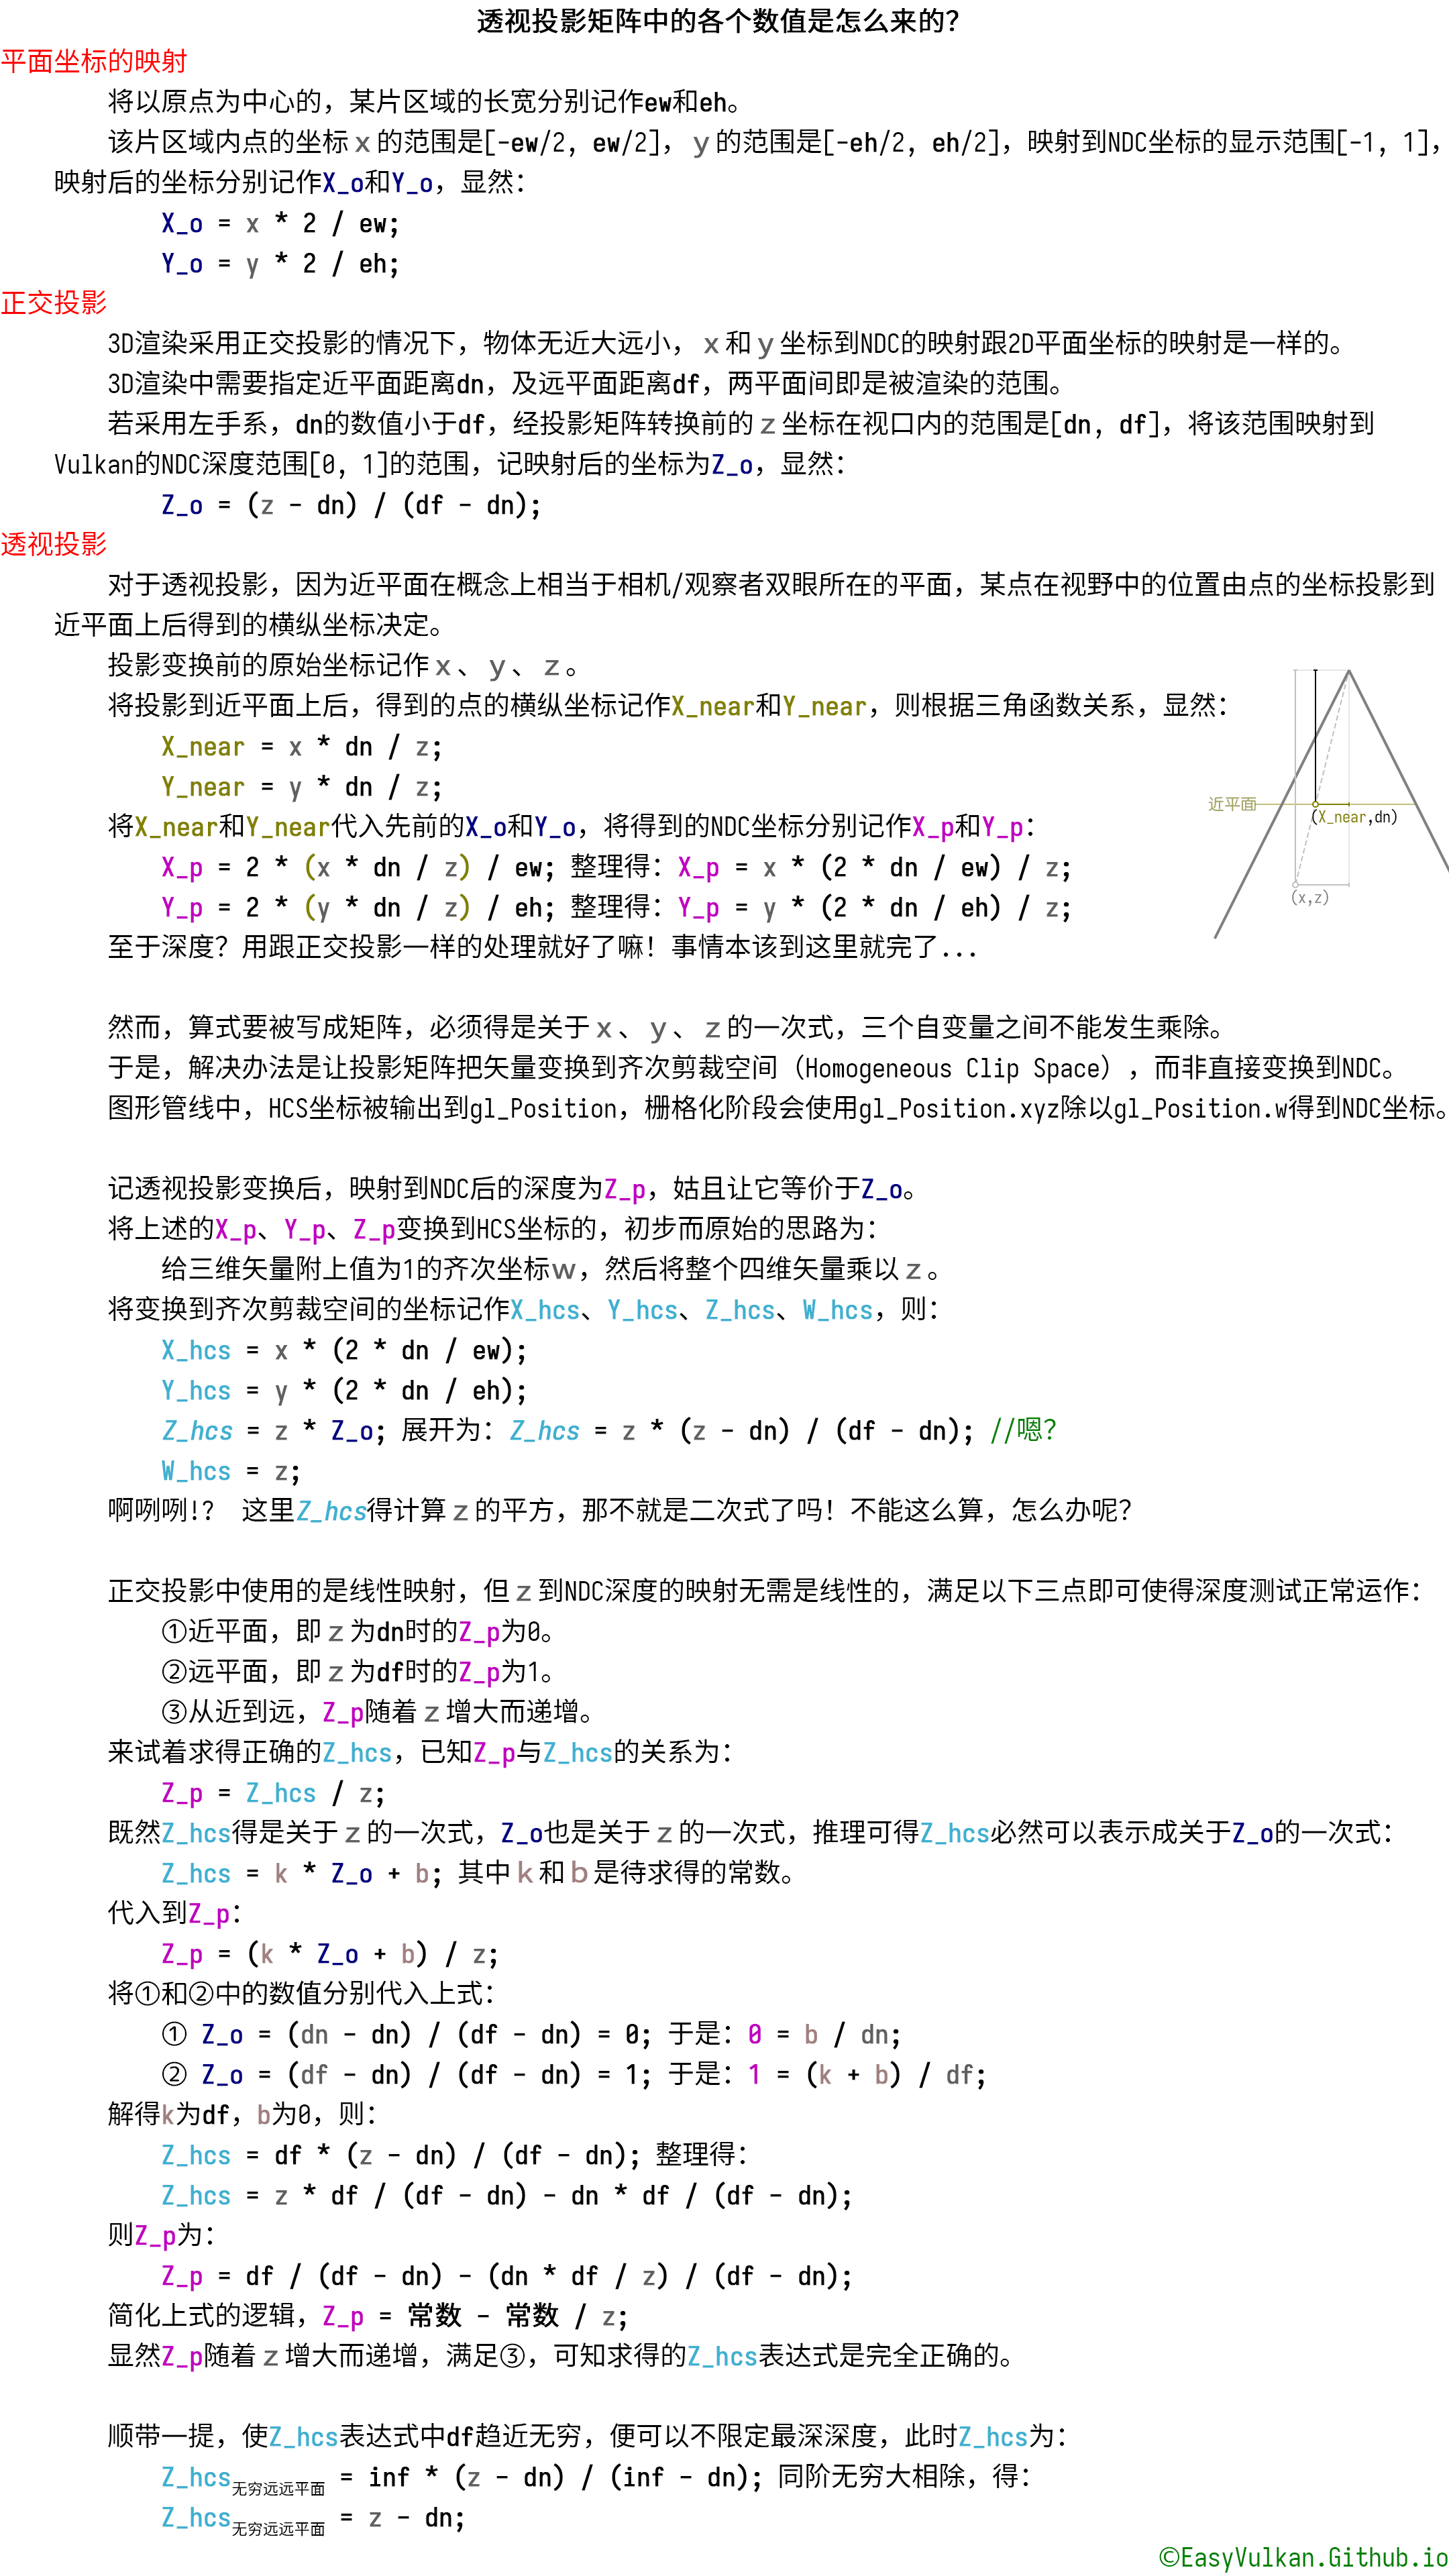 透视投影矩阵中的各个数值是怎么来的？
平面坐标的映射
将以原点为中心的，某片区域的长宽分别记作ew和eh。
该片区域内点的坐标x的范围是[-ew/2, ew/2]，y的范围是[-eh/2, eh/2]，映射到NDC坐标的显示范围[-1, 1]，
映射后的坐标分别记作X_o和Y_o，显然：
X_o = x * 2 / ew;
Y_o = y * 2 / eh;
正交投影
3D渲染采用正交投影的情况下，物体无近大远小，x和y坐标到NDC的映射跟2D平面坐标的映射是一样的。
3D渲染中需要指定近平面距离dn，及远平面距离df，两平面间即是被渲染的范围。
若采用左手系，dn的数值小于df，经投影矩阵转换前的z坐标在视口内的范围是[dn, df]，将该范围映射到
Vulkan的NDC深度范围[0, 1]的范围，记映射后的坐标为Z_o，显然：
Z_o = (z - dn) / (df - dn);
透视投影
对于透视投影，因为近平面在概念上相当于相机/观察者双眼所在的平面，某点在视野中的位置由点的坐标投影到
近平面上后得到的横纵坐标决定。
投影变换前的原始坐标记作x、y、z。
将投影到近平面上后，得到的点的横纵坐标记作X_near和Y_near，则根据三角函数关系，显然：
X_near = x * dn / z;
Y_near = y * dn / z;
近平面
(X_near,dn)
(x,z)
将X_near和Y_near代入先前的X_o和Y_o，将得到的NDC坐标分别记作X_p和Y_p：
X_p = 2 * (x * dn / z) / ew; 整理得：X_p = x * (2 * dn / ew) / z;
Y_p = 2 * (y * dn / z) / eh; 整理得：Y_p = y * (2 * dn / eh) / z;
至于深度？用跟正交投影一样的处理就好了嘛！事情本该到这里就完了...
然而，算式要被写成矩阵，必须得是关于x、y、z的一次式，三个自变量之间不能发生乘除。
于是，解决办法是让投影矩阵把矢量变换到齐次剪裁空间（Homogeneous Clip Space），而非直接变换到NDC。
图形管线中，HCS坐标被输出到gl_Position，栅格化阶段会使用gl_Position.xyz除以gl_Position.w得到NDC坐标。
记透视投影变换后，映射到NDC后的深度为Z_p，姑且让它等价于Z_o。
将上述的X_p、Y_p、Z_p变换到HCS坐标的，初步而原始的思路为：
给三维矢量附上值为1的齐次坐标w，然后将整个四维矢量乘以z。
将变换到齐次剪裁空间的坐标记作X_hcs、Y_hcs、Z_hcs、W_hcs，则：
X_hcs = x * (2 * dn / ew);
Y_hcs = y * (2 * dn / eh);
Z_hcs = z * Z_o; 展开为：Z_hcs = z * (z - dn) / (df - dn); //嗯？
W_hcs = z;
啊咧咧!? 这里Z_hcs得计算z的平方，那不就是二次式了吗！不能这么算，怎么办呢？
正交投影中使用的是线性映射，但z到NDC深度的映射无需是线性的，满足以下三点即可使得深度测试正常运作：
①近平面，即z为dn时的Z_p为0。
②远平面，即z为df时的Z_p为1。
③从近到远，Z_p随着z增大而递增。
来试着求得正确的Z_hcs，已知Z_p与Z_hcs的关系为：
Z_p = Z_hcs / z;
既然Z_hcs得是关于z的一次式，Z_o也是关于z的一次式，推理可得Z_hcs必然可以表示成关于Z_o的一次式：
Z_hcs = k * Z_o + b; 其中k和b是待求得的常数。
代入到Z_p：
Z_p = (k * Z_o + b) / z;
将①和②中的数值分别代入上式：
① Z_o = (dn - dn) / (df - dn) = 0; 于是：0 = b / dn;
② Z_o = (df - dn) / (df - dn) = 1; 于是：1 = (k + b) / df;
解得k为df，b为0，则：
Z_hcs = df * (z - dn) / (df - dn); 整理得：
Z_hcs = z * df / (df - dn) - dn * df / (df - dn);
则Z_p为：
Z_p = df / (df - dn) - (dn * df / z) / (df - dn);
简化上式的逻辑，Z_p = 常数 - 常数 / z;
显然Z_p随着z增大而递增，满足③，可知求得的Z_hcs表达式是完全正确的。
顺带一提，使Z_hcs表达式中df趋近无穷，便可以不限定最深深度，此时Z_hcs为：
Z_hcs无穷远远平面 = inf * (z - dn) / (inf - dn); 同阶无穷大相除，得：
Z_hcs无穷远远平面 = z - dn;
©EasyVulkan.Github.io